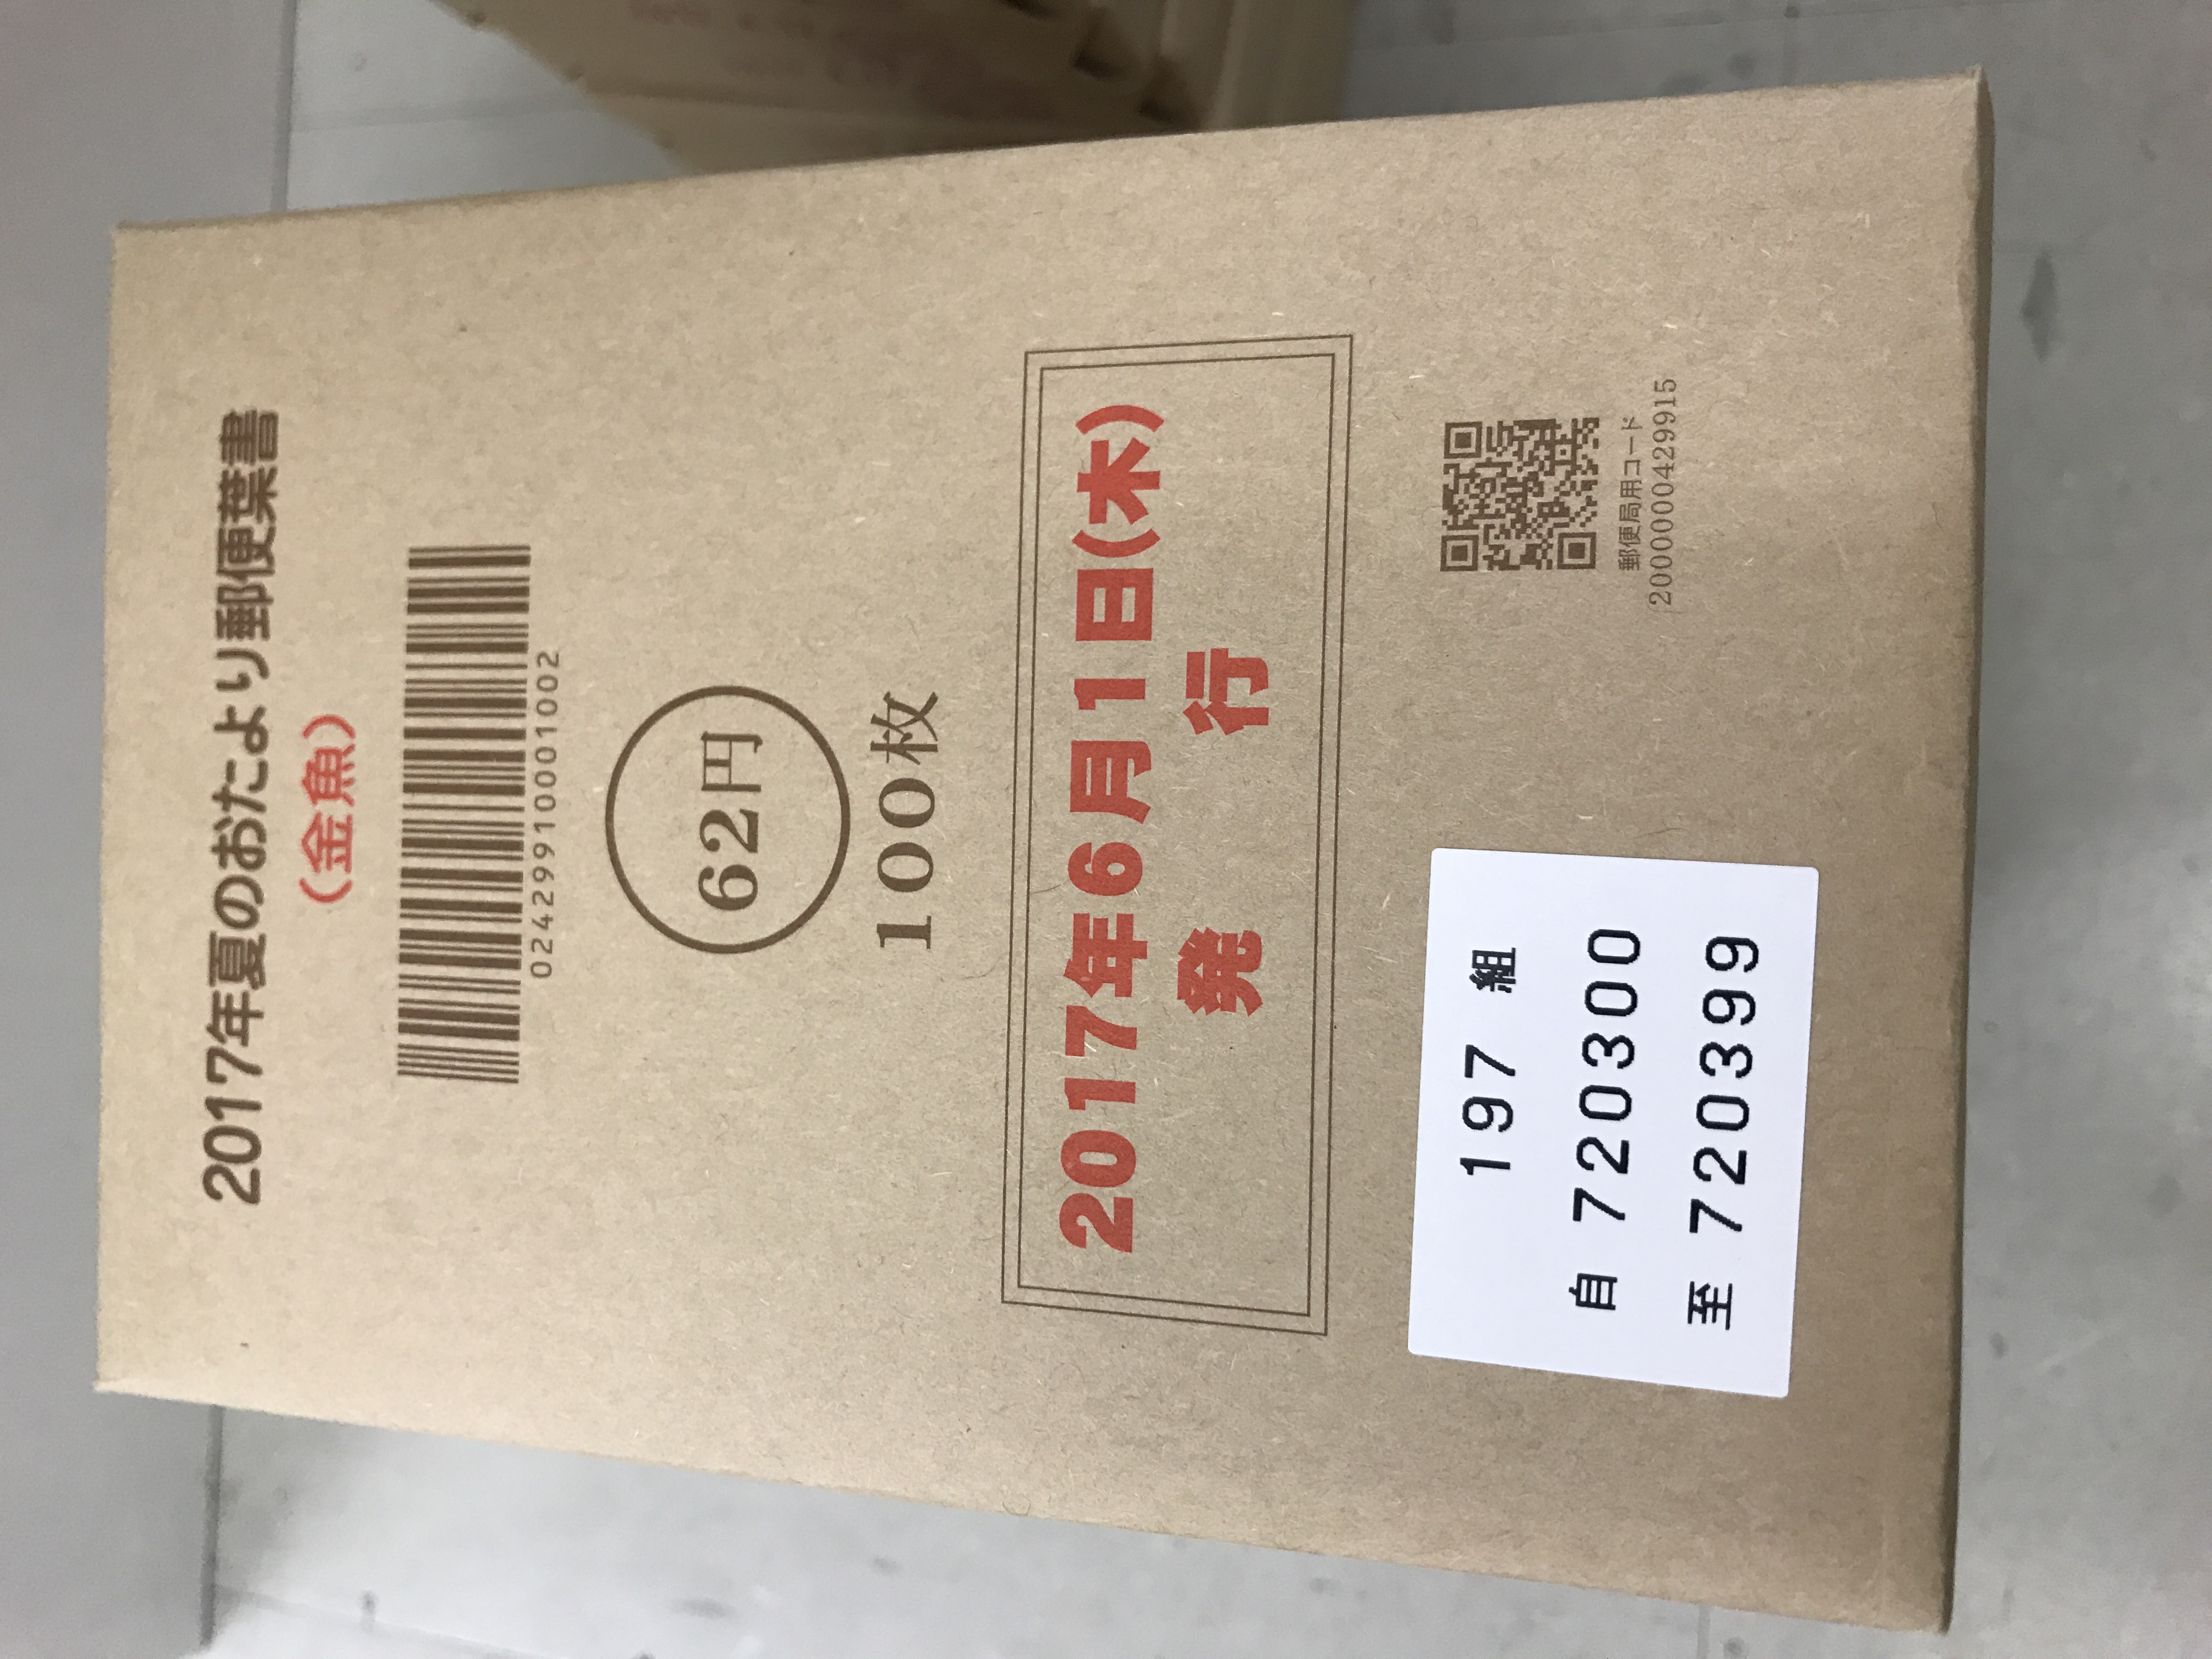 2017年夏のおたより郵便葉書
(金魚)
0242991000​1002
62円
100枚
2017年6月1日(木)
発行
郵便局用コード
2000000429915
197 組
自 720300
至 720399